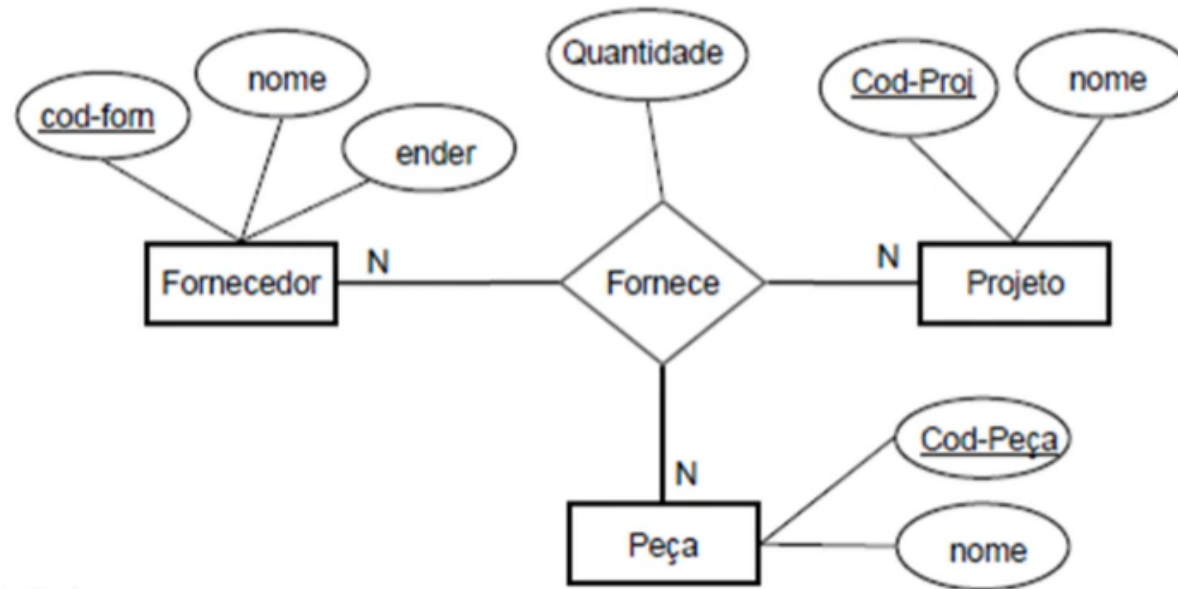 Quantidade
nome
Cod-Proj
nome
cod-forn
ender
N
N
Fornecedor
Fornece
Projeto
Cod-Peça
N
Peça
nome